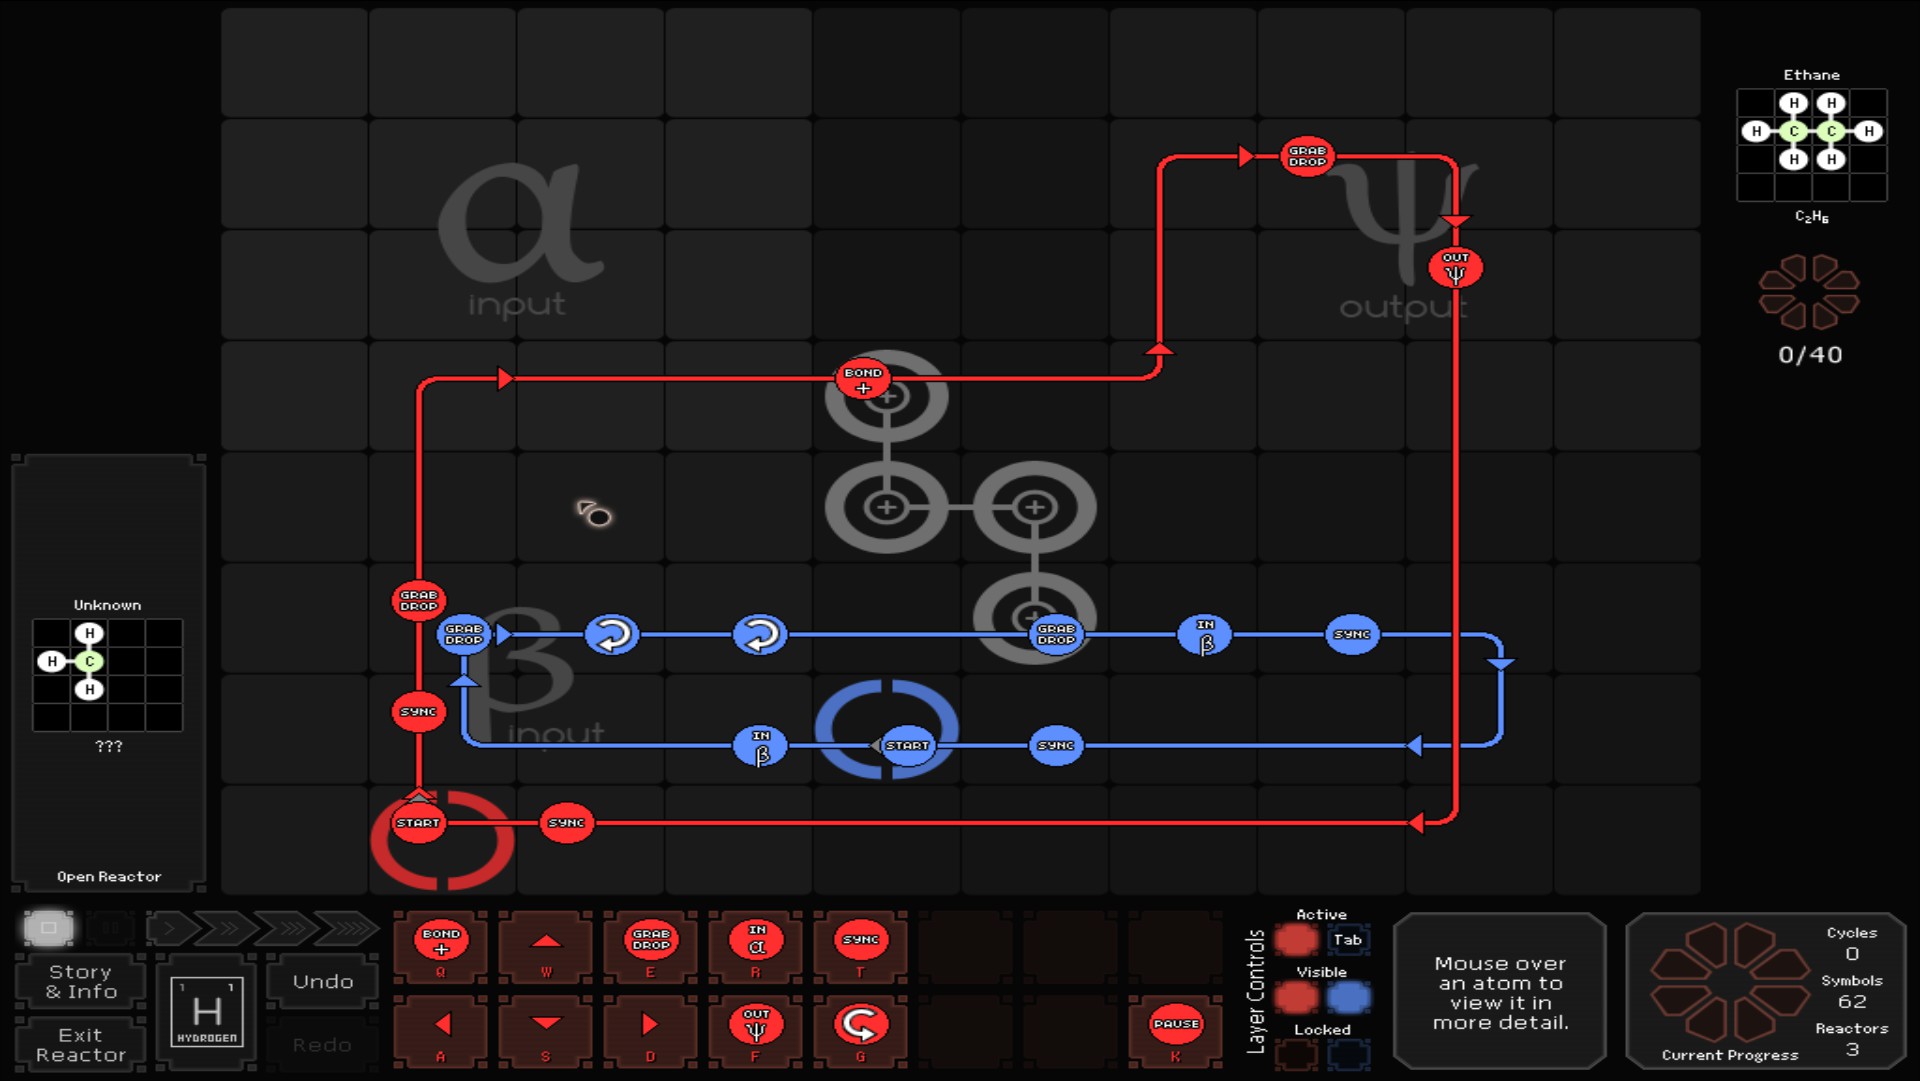 Ethane
H H
H C C H
H H
C₂H₆
0/40
α
input
ψ
output
GRAB DROP
OUT ψ
BOND +
GRAB DROP
SYNC
START
SYNC
β
input
GRAB DROP
GRAB DROP
IN β
SYNC
IN β
START
SYNC
Unknown
H
H C
H
???
Open Reactor
Story & Info
Exit Reactor
1 1
H
HYDROGEN
Undo
Redo
BOND +
Q
W
GRAB DROP
E
IN α
R
SYNC
T
A
S
D
OUT ψ
F
G
PAUSE
K
Layer Controls
Active
Tab
Visible
Locked
Mouse over
an atom to
view it in
more detail.
Cycles
0
Symbols
62
Reactors
3
Current Progress